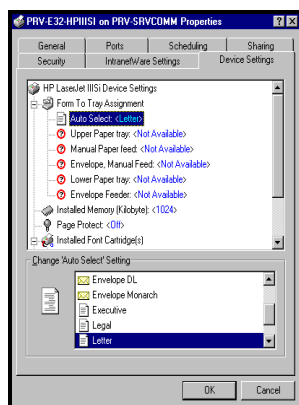 PRV-E32-HPIIISI on PRV-SRVCOMM Properties
General Ports Scheduling Sharing
Security IntranetWare Settings Device Settings
HP LaserJet IIISi Device Settings
Form To Tray Assignment
Auto Select: <Letter>
Upper Paper tray: <Not Available>
Manual Paper feed: <Not Available>
Envelope, Manual Feed: <Not Available>
Lower Paper tray: <Not Available>
Envelope Feeder: <Not Available>
Installed Memory (Kilobyte): <1024>
Page Protect: <Off>
Installed Font Cartridge(s)
Change 'Auto Select' Setting
Envelope DL
Envelope Monarch
Executive
Legal
Letter
OK Cancel